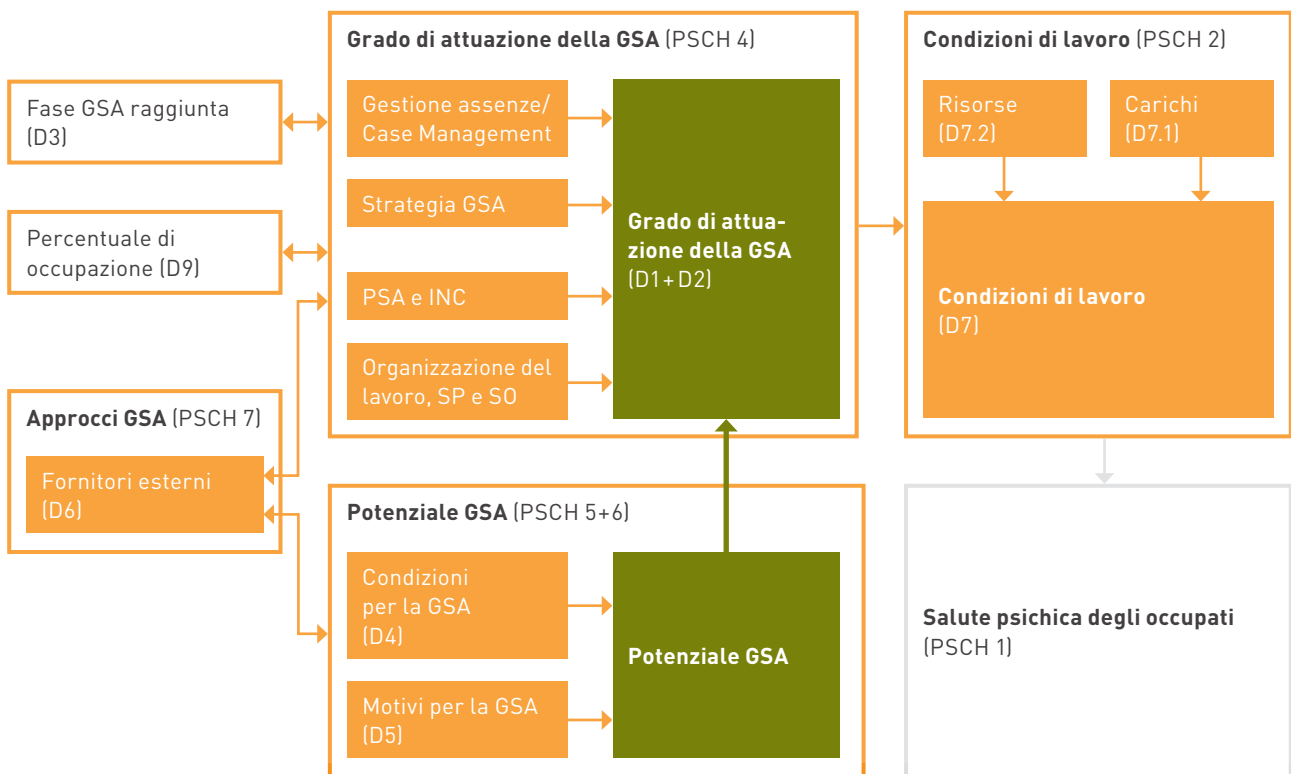 Fase GSA raggiunta
(D3)
Percentuale di
occupazione (D9)
Approcci GSA (PSCH 7)
Fornitori esterni
(D6)
Grado di attuazione della GSA (PSCH 4)
Gestione assenze/
Case Management
Strategia GSA
PSA e INC
Organizzazione del
lavoro, SP e SO
Grado di attua-
zione della GSA
(D1+D2)
Potenziale GSA (PSCH 5+6)
Condizioni
per la GSA
(D4)
Motivi per la GSA
(D5)
Potenziale GSA
Condizioni di lavoro (PSCH 2)
Risorse
(D7.2)
Carichi
(D7.1)
Condizioni di lavoro
(D7)
Salute psichica degli occupati
(PSCH 1)